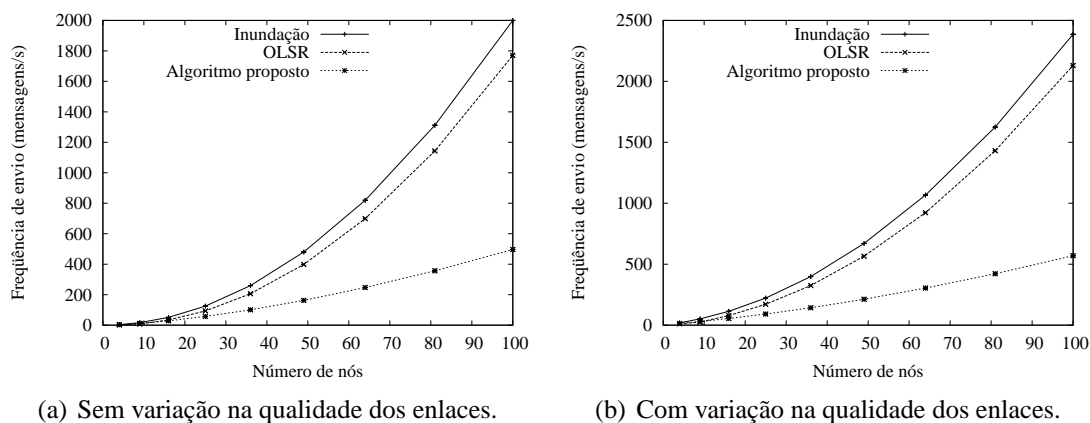 2000
1800
1600
1400
1200
1000
800
600
400
200
0
Freqüência de envio (mensagens/s)
Inundação
OLSR
Algoritmo proposto
0 10 20 30 40 50 60 70 80 90 100
Número de nós
(a) Sem variação na qualidade dos enlaces.
2500
2000
1500
1000
500
0
Freqüência de envio (mensagens/s)
Inundação
OLSR
Algoritmo proposto
0 10 20 30 40 50 60 70 80 90 100
Número de nós
(b) Com variação na qualidade dos enlaces.